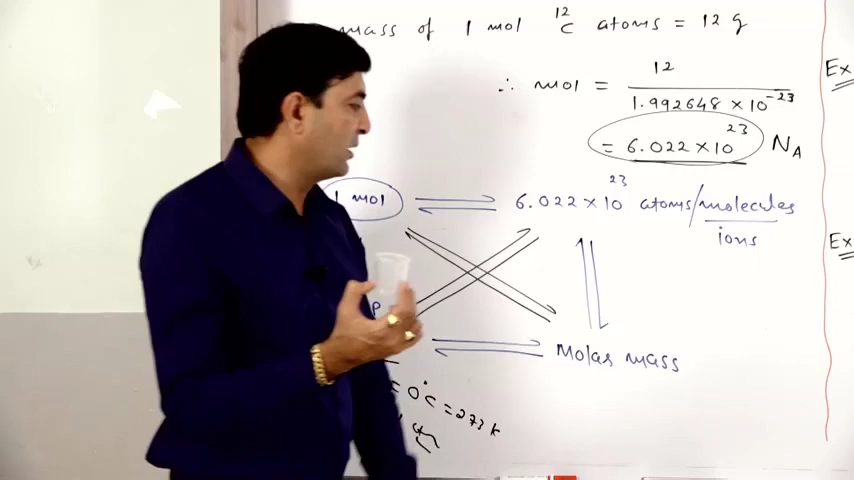 mass of 1 mol ¹²C atoms = 12 g
∴ mol = 12 / 1.992648 × 10⁻²³
= 6.022 × 10²³ N_A
1 mol ⇌ 6.022 × 10²³ atoms/molecules
ions
P
Molar mass
= 0°C = 273 K
Ex
Ex